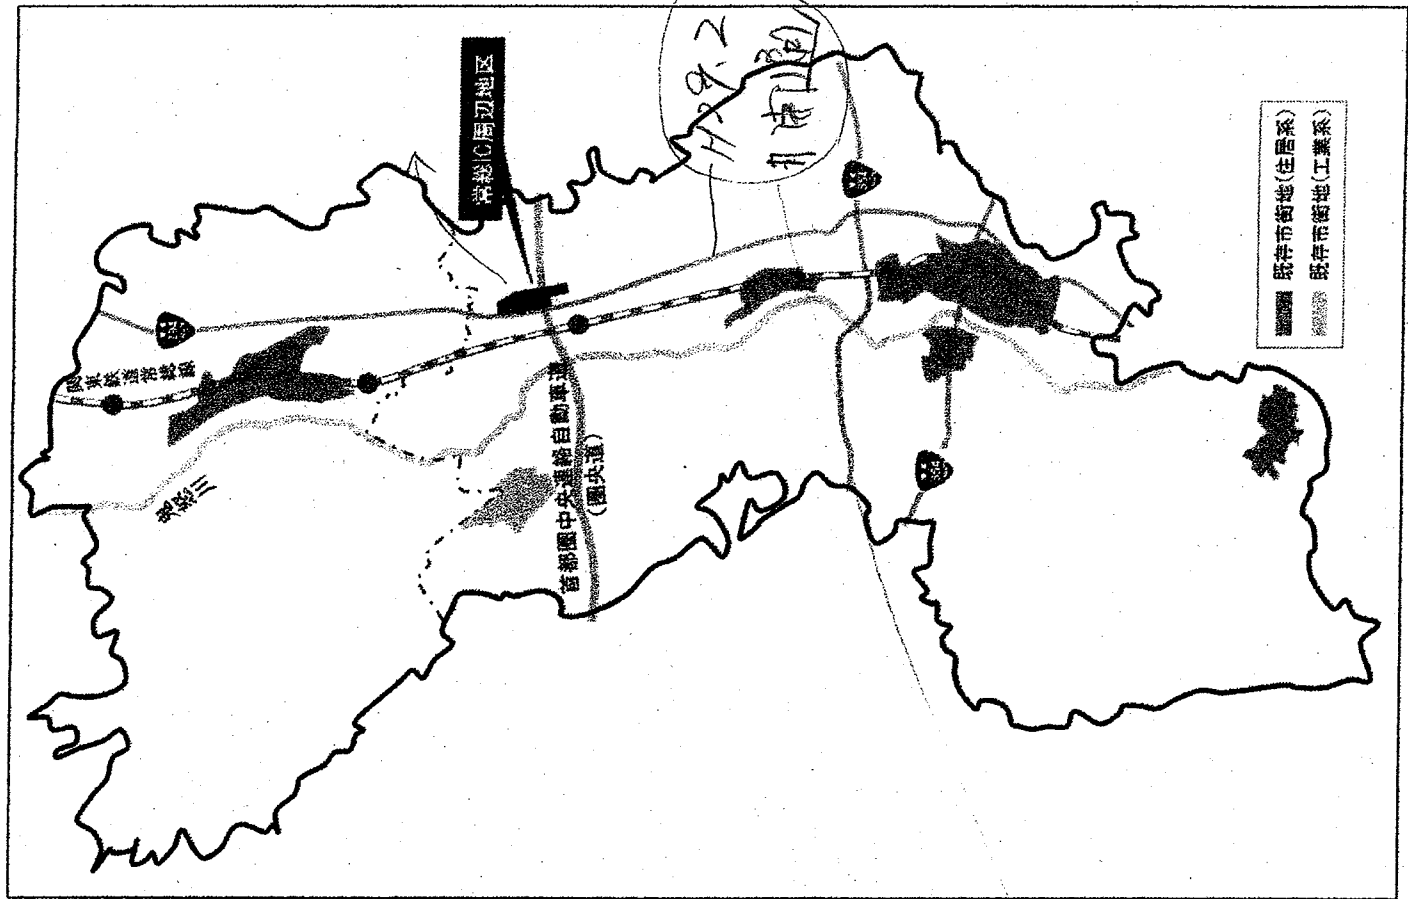 常総IC周辺地区
関東鉄道常総線
鬼怒川
首都圏中央連絡自動車道
(圏央道)
H29.2
既存市街地(住居系)
既存市街地(工業系)